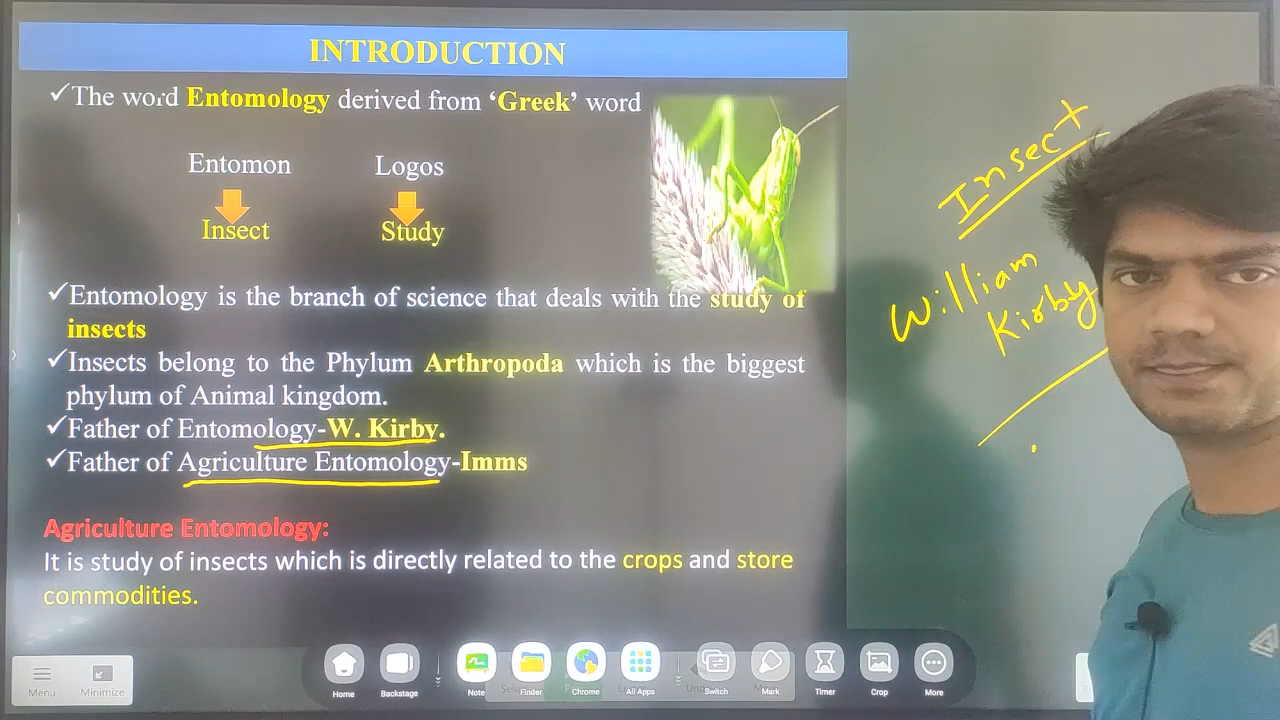 INTRODUCTION
✓The word Entomology derived from ‘Greek’ word
Entomon Logos
Insect Study
✓Entomology is the branch of science that deals with the study of
insects
✓Insects belong to the Phylum Arthropoda which is the biggest
phylum of Animal kingdom.
✓Father of Entomology-W. Kirby.
✓Father of Agriculture Entomology-Imms
Agriculture Entomology:
It is study of insects which is directly related to the crops and store
commodities.
Insect
William
Kirby
Menu Minimize
Home Backstage Note Finder Chrome All Apps Switch Mark Timer Crop More